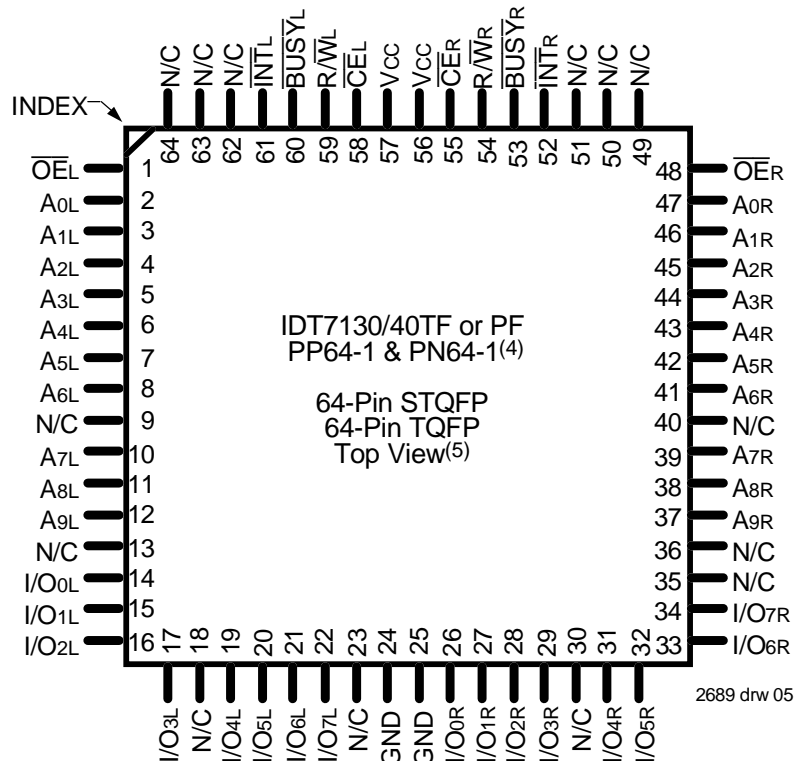 N/C
N/C
N/C
INTL
BUSYL
R/WL
CEL
VCC
VCC
CER
R/WR
BUSYR
INTR
N/C
N/C
N/C
INDEX
64
63
62
61
60
59
58
57
56
55
54
53
52
51
50
49
OEL 1
A0L 2
A1L 3
A2L 4
A3L 5
A4L 6
A5L 7
A6L 8
N/C 9
A7L 10
A8L 11
A9L 12
N/C 13
I/O0L 14
I/O1L 15
I/O2L 16
IDT7130/40TF or PF
PP64-1 & PN64-1(4)
64-Pin STQFP
64-Pin TQFP
Top View(5)
48 OER
47 A0R
46 A1R
45 A2R
44 A3R
43 A4R
42 A5R
41 A6R
40 N/C
39 A7R
38 A8R
37 A9R
36 N/C
35 N/C
34 I/O7R
33 I/O6R
17
18
19
20
21
22
23
24
25
26
27
28
29
30
31
32
I/O3L
N/C
I/O4L
I/O5L
I/O6L
I/O7L
N/C
GND
GND
I/O0R
I/O1R
I/O2R
I/O3R
N/C
I/O4R
I/O5R
2689 drw 05